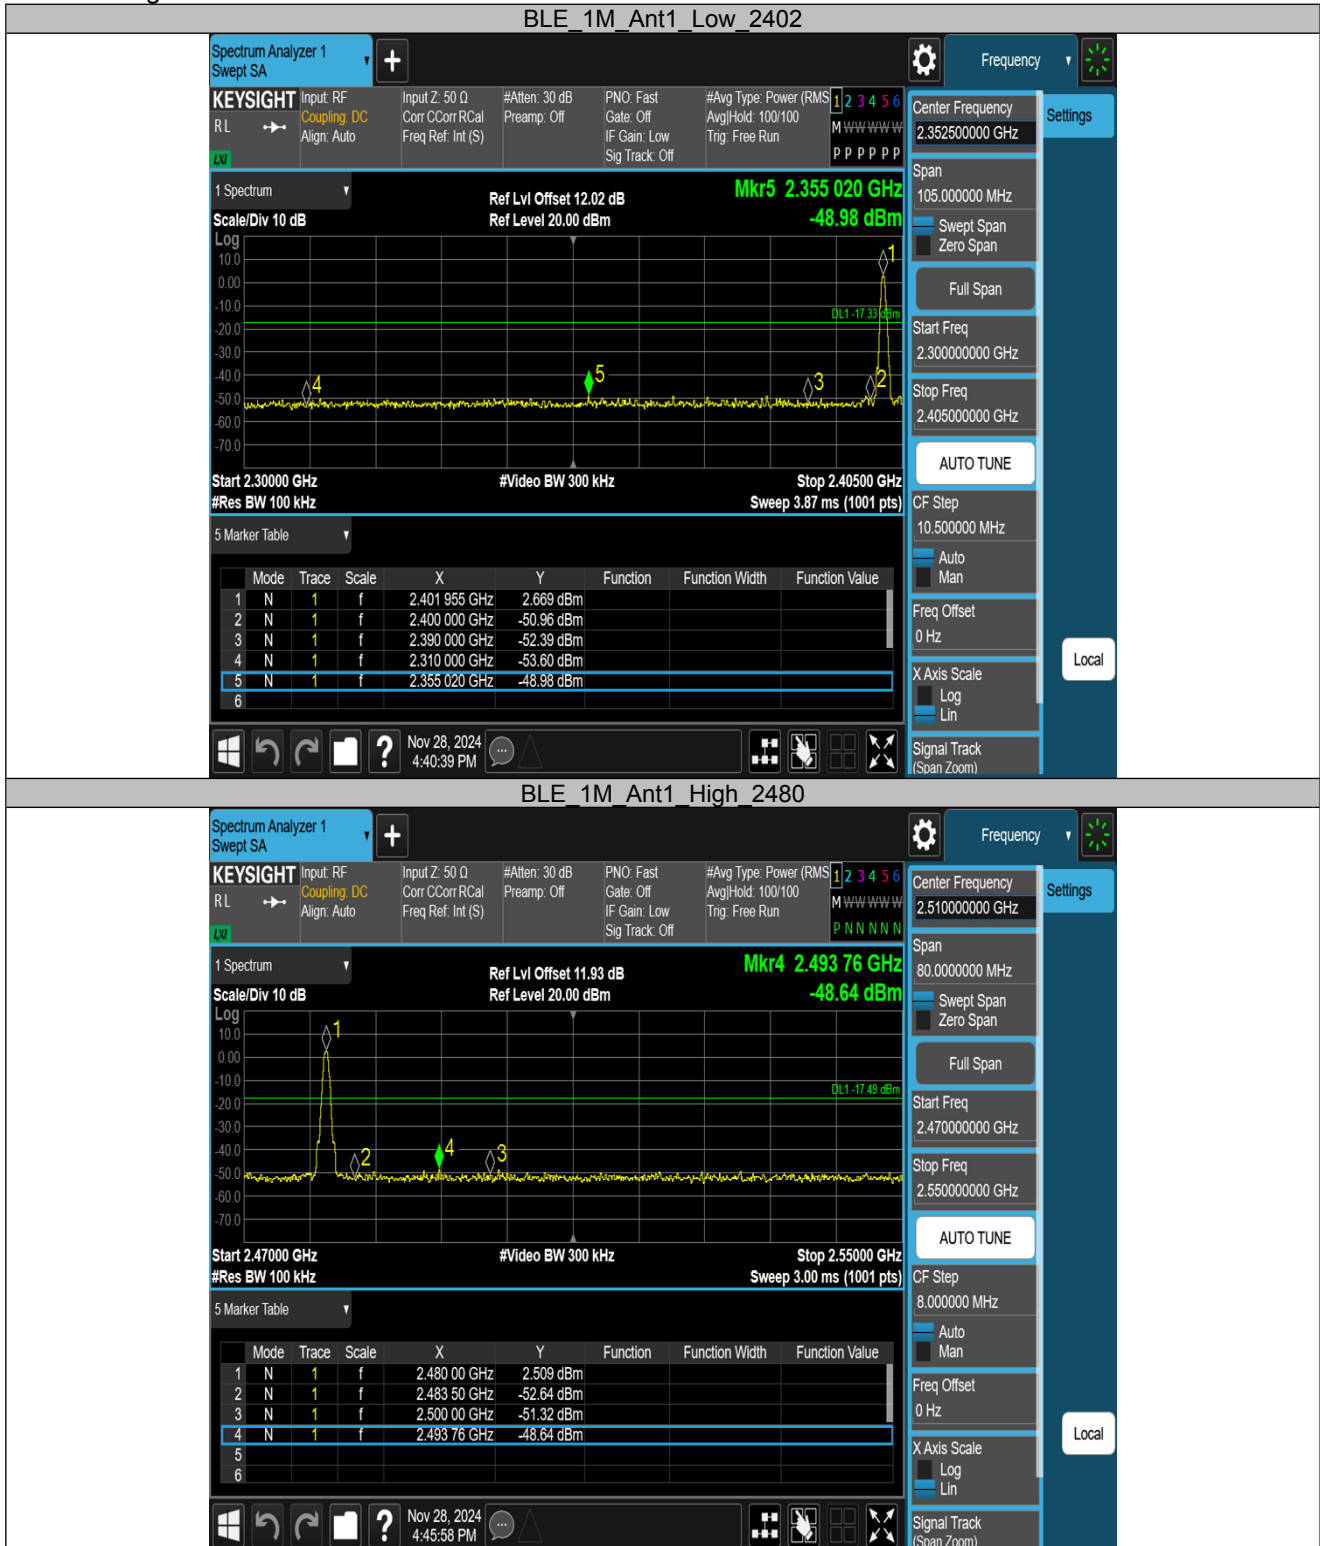 BLE_1M_Ant1_Low_2402
Spectrum Analyzer 1
Swept SA
+
Frequency
KEYSIGHT
RL
LXI
Input: RF
Coupling: DC
Align: Auto
Input Z: 50 Ω
Corr CCorr RCal
Freq Ref: Int (S)
#Atten: 30 dB
Preamp: Off
PNO: Fast
Gate: Off
IF Gain: Low
Sig Track: Off
#Avg Type: Power (RMS
Avg|Hold: 100/100
Trig: Free Run
1 2 3 4 5 6
M W W W W W
P P P P P P
Center Frequency
2.352500000 GHz
Settings
1 Spectrum
Ref Lvl Offset 12.02 dB
Mkr5 2.355 020 GHz
Scale/Div 10 dB
Ref Level 20.00 dBm
-48.98 dBm
Span
105.000000 MHz
Swept Span
Zero Span
Full Span
Start Freq
2.300000000 GHz
Stop Freq
2.405000000 GHz
AUTO TUNE
CF Step
10.500000 MHz
Auto
Man
Freq Offset
0 Hz
X Axis Scale
Log
Lin
Signal Track
(Span Zoom)
Local
Log
10.0
0.00
-10.0
-20.0
-30.0
-40.0
-50.0
-60.0
-70.0
DL1 -17.33 dBm
1
2
3
4
5
Start 2.30000 GHz
#Video BW 300 kHz
Stop 2.40500 GHz
#Res BW 100 kHz
Sweep 3.87 ms (1001 pts)
5 Marker Table
Mode Trace Scale X Y Function Function Width Function Value
1 N 1 f 2.401 955 GHz 2.669 dBm
2 N 1 f 2.400 000 GHz -50.96 dBm
3 N 1 f 2.390 000 GHz -52.39 dBm
4 N 1 f 2.310 000 GHz -53.60 dBm
5 N 1 f 2.355 020 GHz -48.98 dBm
6
?
Nov 28, 2024
4:40:39 PM
BLE_1M_Ant1_High_2480
Spectrum Analyzer 1
Swept SA
+
Frequency
KEYSIGHT
RL
LXI
Input: RF
Coupling: DC
Align: Auto
Input Z: 50 Ω
Corr CCorr RCal
Freq Ref: Int (S)
#Atten: 30 dB
Preamp: Off
PNO: Fast
Gate: Off
IF Gain: Low
Sig Track: Off
#Avg Type: Power (RMS
Avg|Hold: 100/100
Trig: Free Run
1 2 3 4 5 6
M W W W W W
P N N N N N
Center Frequency
2.510000000 GHz
Settings
1 Spectrum
Ref Lvl Offset 11.93 dB
Mkr4 2.493 76 GHz
Scale/Div 10 dB
Ref Level 20.00 dBm
-48.64 dBm
Span
80.0000000 MHz
Swept Span
Zero Span
Full Span
Start Freq
2.470000000 GHz
Stop Freq
2.550000000 GHz
AUTO TUNE
CF Step
8.000000 MHz
Auto
Man
Freq Offset
0 Hz
X Axis Scale
Log
Lin
Signal Track
(Span Zoom)
Local
Log
10.0
0.00
-10.0
-20.0
-30.0
-40.0
-50.0
-60.0
-70.0
DL1 -17.49 dBm
1
2
4
3
Start 2.47000 GHz
#Video BW 300 kHz
Stop 2.55000 GHz
#Res BW 100 kHz
Sweep 3.00 ms (1001 pts)
5 Marker Table
Mode Trace Scale X Y Function Function Width Function Value
1 N 1 f 2.480 00 GHz 2.509 dBm
2 N 1 f 2.483 50 GHz -52.64 dBm
3 N 1 f 2.500 00 GHz -51.32 dBm
4 N 1 f 2.493 76 GHz -48.64 dBm
5
6
?
Nov 28, 2024
4:45:58 PM